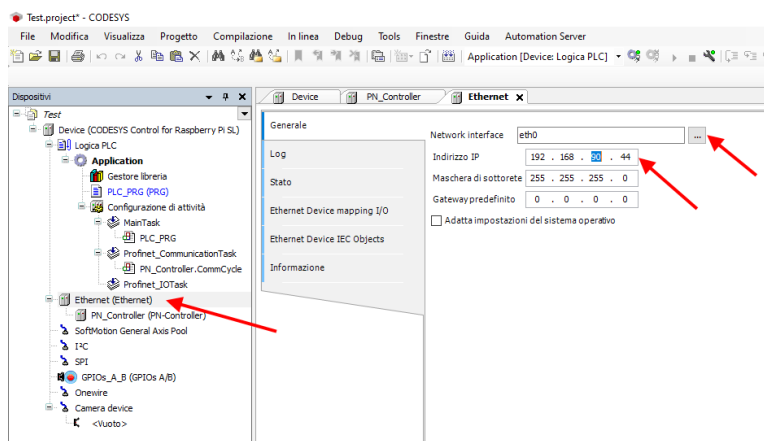 Test.project* - CODESYS
File Modifica Visualizza Progetto Compilazione In linea Debug Tools Finestre Guida Automation Server
Application [Device: Logica PLC]
Dispositivi
Device
PN_Controller
Ethernet
Test
Device (CODESYS Control for Raspberry Pi SL)
Logica PLC
Application
Gestore libreria
PLC_PRG (PRG)
Configurazione di attività
MainTask
PLC_PRG
Profinet_CommunicationTask
PN_Controller.CommCycle
Profinet_IOTask
Ethernet (Ethernet)
PN_Controller (PN-Controller)
SoftMotion General Axis Pool
I²C
SPI
GPIOs_A_B (GPIOs A/B)
Onewire
Camera device
<Vuoto>
Generale
Log
Stato
Ethernet Device mapping I/O
Ethernet Device IEC Objects
Informazione
Network interface eth0 ...
Indirizzo IP 192 . 168 . 90 . 44
Maschera di sottorete 255 . 255 . 255 . 0
Gateway predefinito 0 . 0 . 0 . 0
Adatta impostazioni del sistema operativo